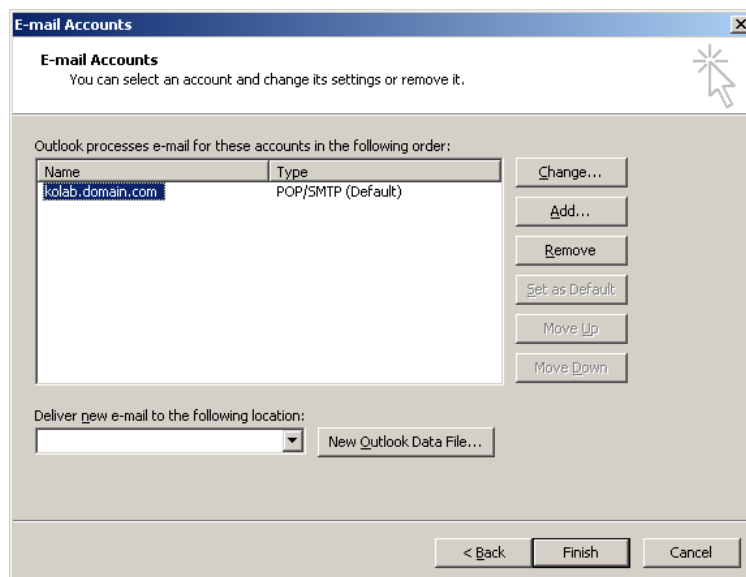 E-mail Accounts
E-mail Accounts
You can select an account and change its settings or remove it.
Outlook processes e-mail for these accounts in the following order:
Name Type
kolab.domain.com POP/SMTP (Default)
Change...
Add...
Remove
Set as Default
Move Up
Move Down
Deliver new e-mail to the following location:
New Outlook Data File...
< Back Finish Cancel